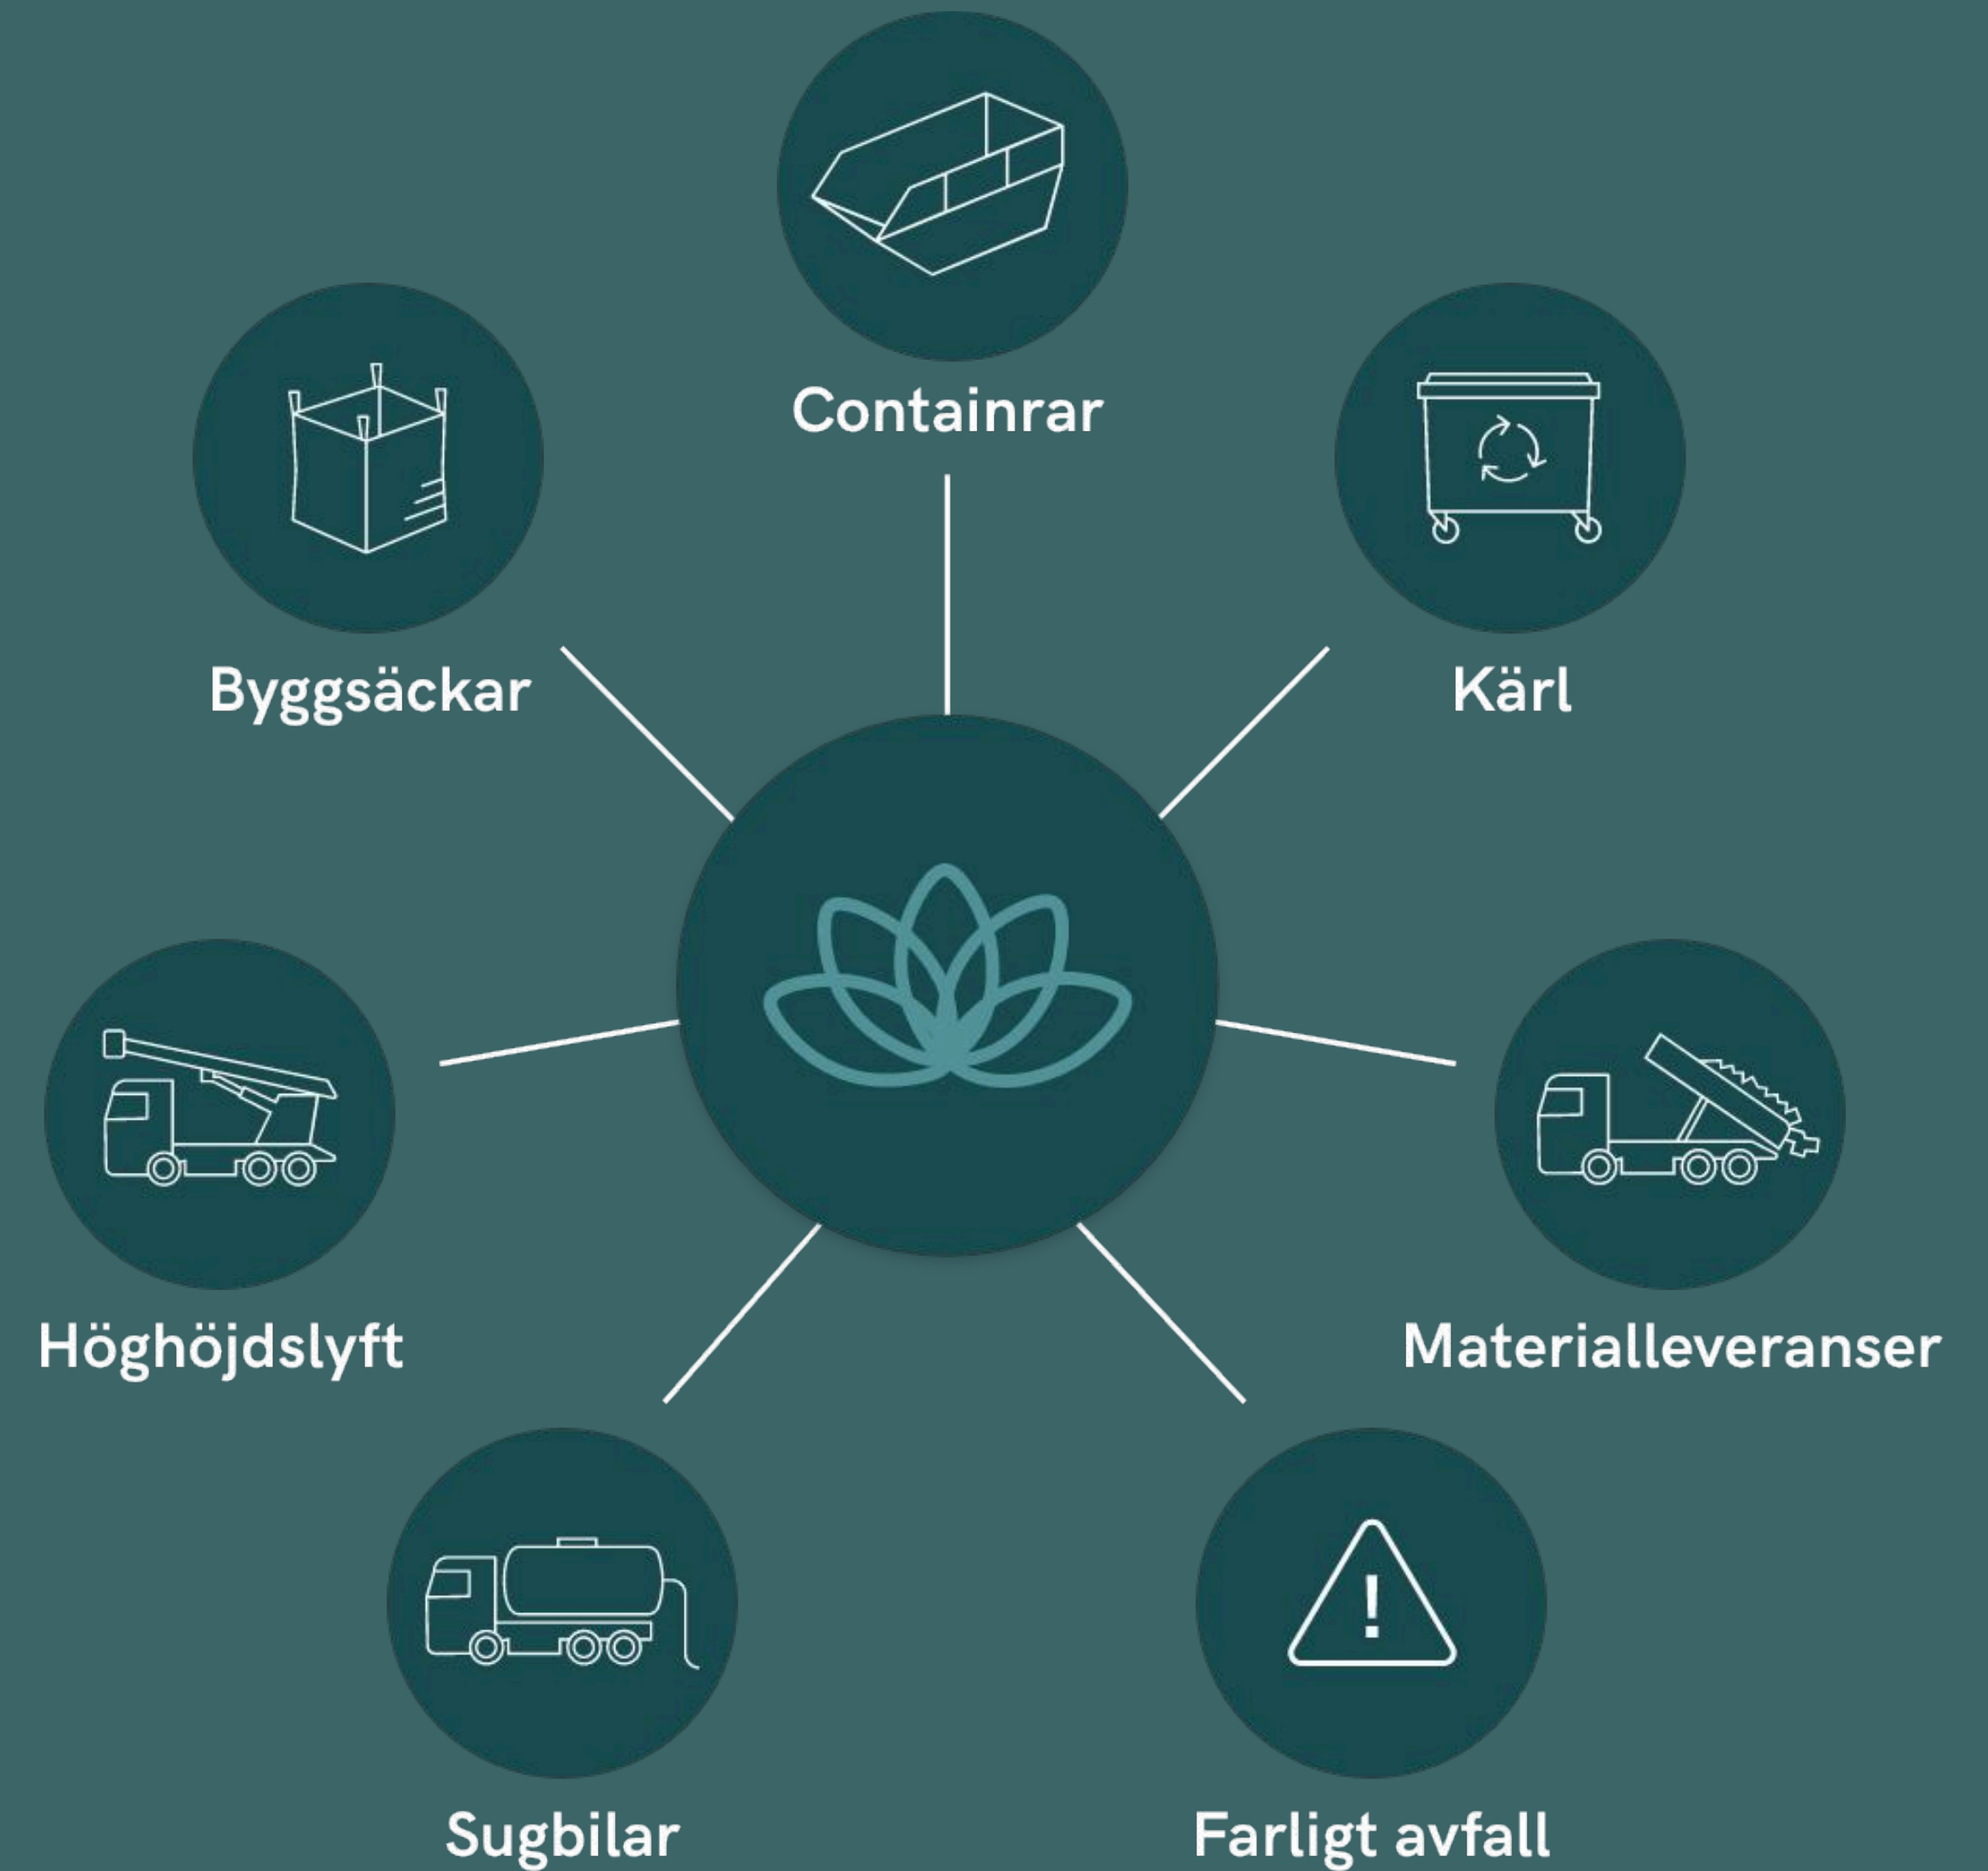 Containrar
Byggsäckar
Kärl
Höghöjdslyft
Materialleveranser
Sugbilar
Farligt avfall